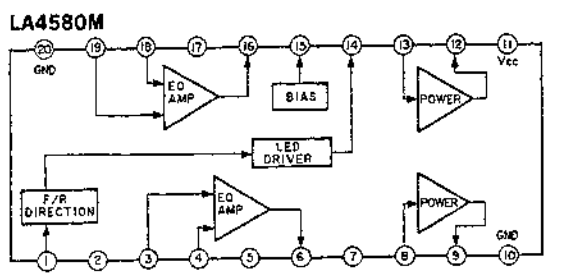 LA4580M
20 19 18 17 16 15 14 13 12 11
GND
Vcc
EQ
AMP
BIAS
POWER
LED
DRIVER
F/R
DIRECTION
EQ
AMP
POWER
GND
1 2 3 4 5 6 7 8 9 10